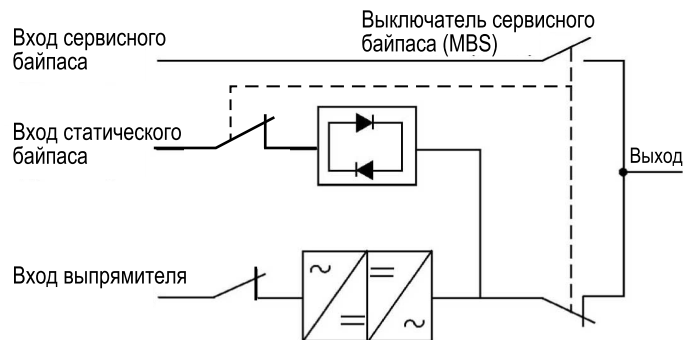 Вход сервисного
байпаса
Выключатель сервисного
байпаса (MBS)
Вход статического
байпаса
Выход
Вход выпрямителя